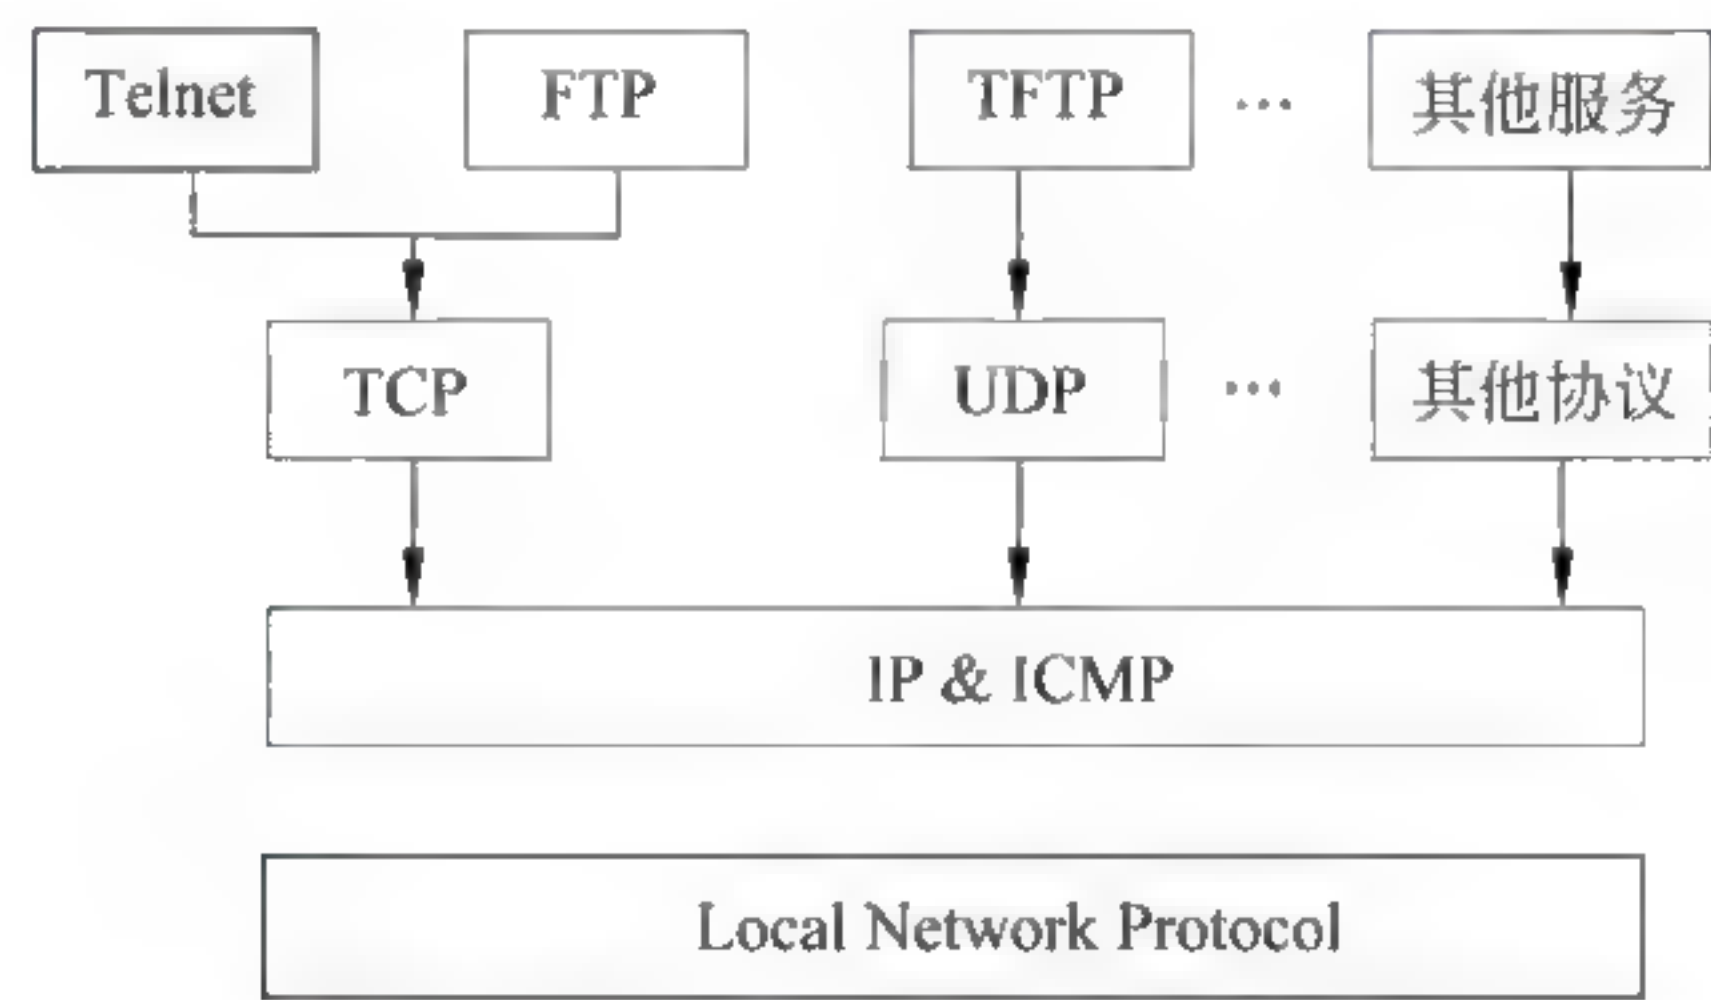 Telnet FTP TFTP … 其他服务
TCP UDP … 其他协议
IP & ICMP
Local Network Protocol